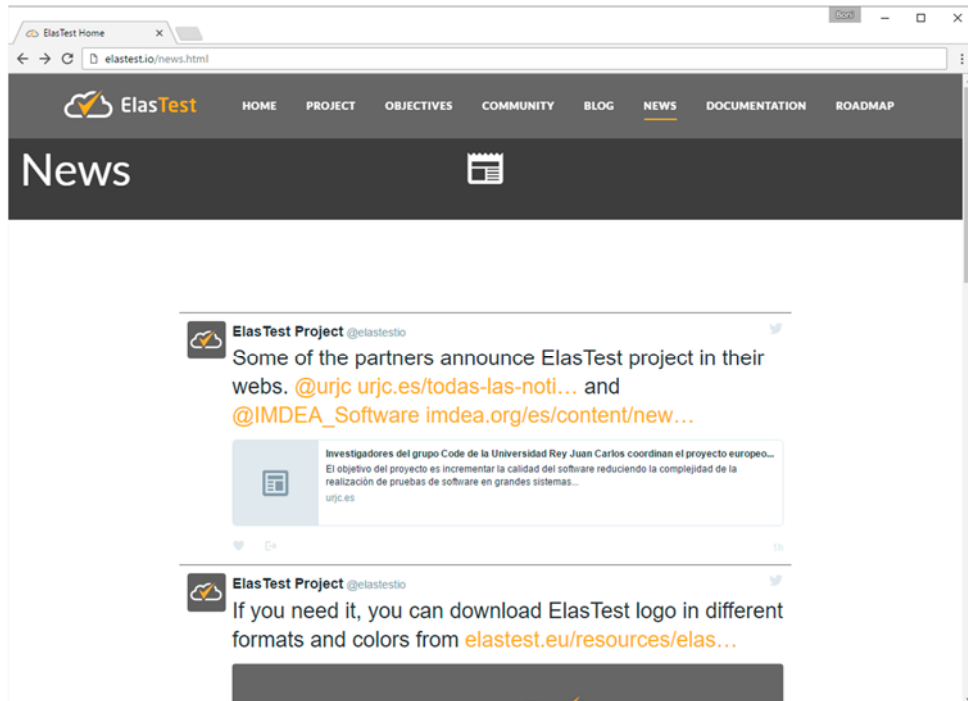 Boni
ElasTest Home
elastest.io/news.html
ElasTest HOME PROJECT OBJECTIVES COMMUNITY BLOG NEWS DOCUMENTATION ROADMAP
News
ElasTest Project @elastestio
Some of the partners announce ElasTest project in their
webs. @urjc urjc.es/todas-las-noti… and
@IMDEA_Software imdea.org/es/content/new…
Investigadores del grupo Code de la Universidad Rey Juan Carlos coordinan el proyecto europeo...
El objetivo del proyecto es incrementar la calidad del software reduciendo la complejidad de la
realización de pruebas de software en grandes sistemas...
urjc.es
1h
ElasTest Project @elastestio
If you need it, you can download ElasTest logo in different
formats and colors from elastest.eu/resources/elas…